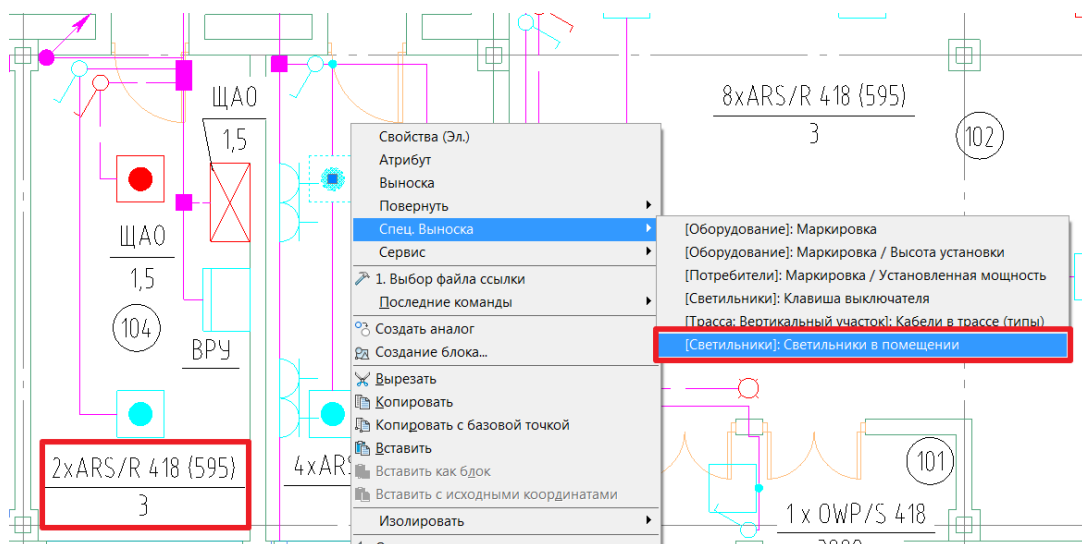 ЩАО
1,5
8xARS/R 418 (595)
3
102
ЩАО
1,5
104
ВРУ
2xARS/R 418 (595)
3
4xARS
101
1 x OWP/S 418
Свойства (Эл.)
Атрибут
Выноска
Повернуть
Спец. Выноска
Сервис
1. Выбор файла ссылки
Последние команды
Создать аналог
Создание блока...
Вырезать
Копировать
Копировать с базовой точкой
Вставить
Вставить как блок
Вставить с исходными координатами
Изолировать
[Оборудование]: Маркировка
[Оборудование]: Маркировка / Высота установки
[Потребители]: Маркировка / Установленная мощность
[Светильники]: Клавиша выключателя
[Трасса: Вертикальный участок]: Кабели в трассе (типы)
[Светильники]: Светильники в помещении